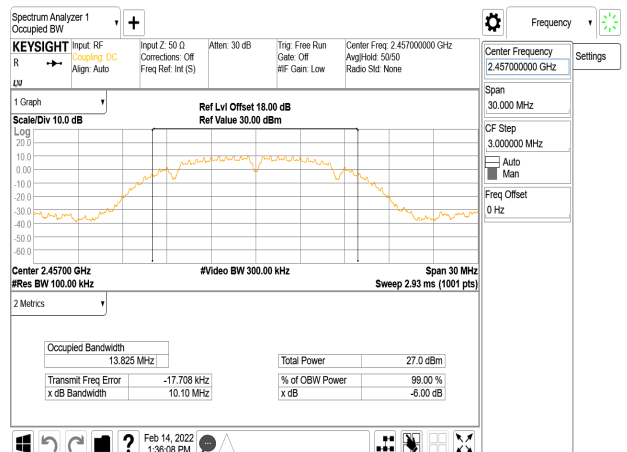 Spectrum Analyzer 1
Occupied BW
Frequency
KEYSIGHT
R
Input: RF
Coupling: DC
Align: Auto
Input Z: 50 Ω
Corrections: Off
Freq Ref: Int (S)
Atten: 30 dB
Trig: Free Run
Gate: Off
#IF Gain: Low
Center Freq: 2.457000000 GHz
Avg|Hold: 50/50
Radio Std: None
Center Frequency
2.457000000 GHz
Settings
Span
30.000 MHz
CF Step
3.000000 MHz
Auto
Man
Freq Offset
0 Hz
1 Graph
Scale/Div 10.0 dB
Ref Lvl Offset 18.00 dB
Ref Value 30.00 dBm
Log
20.0
10.0
0.00
-10.0
-20.0
-30.0
-40.0
-50.0
-60.0
Center 2.45700 GHz
#Video BW 300.00 kHz
Span 30 MHz
#Res BW 100.00 kHz
Sweep 2.93 ms (1001 pts)
2 Metrics
Occupied Bandwidth
13.825 MHz
Total Power 27.0 dBm
Transmit Freq Error -17.708 kHz
% of OBW Power 99.00 %
x dB Bandwidth 10.10 MHz
x dB -6.00 dB
?
Feb 14, 2022
1:36:08 PM